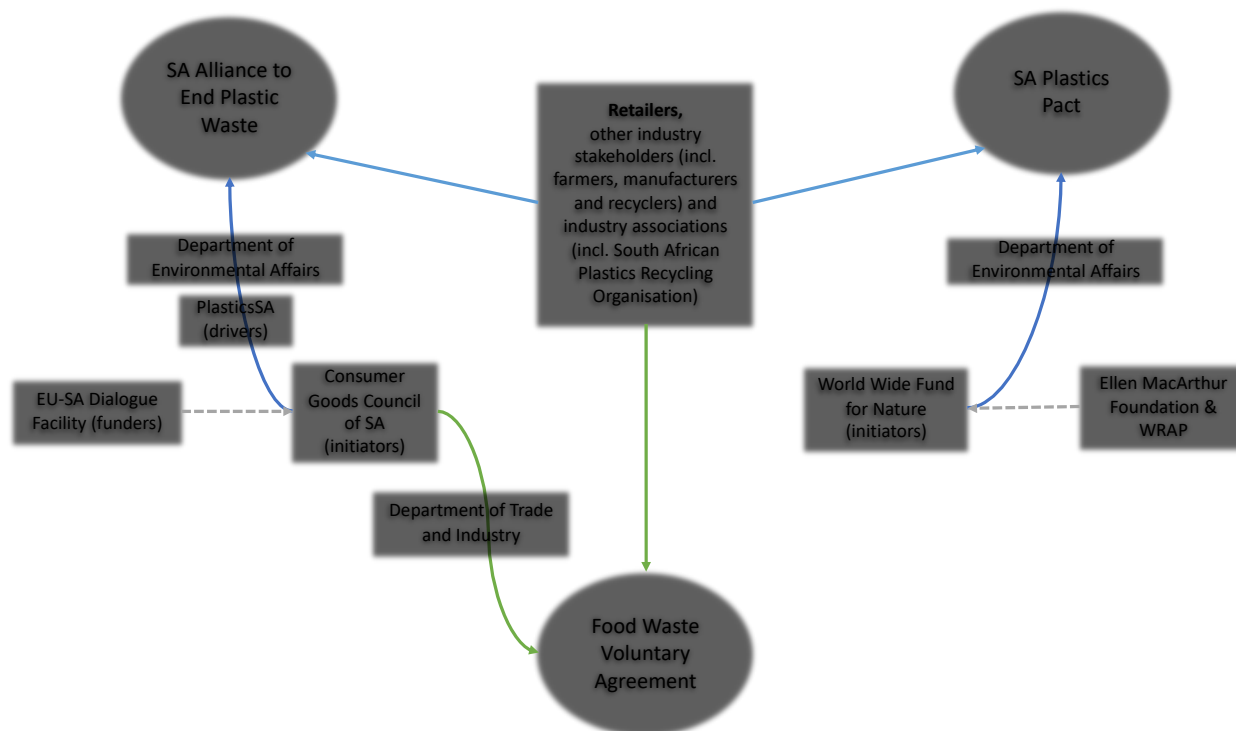 SA Alliance to
End Plastic
Waste
Retailers,
other industry
stakeholders (incl.
farmers, manufacturers
and recyclers) and
industry associations
(incl. South African
Plastics Recycling
Organisation)
SA Plastics
Pact
Department of
Environmental Affairs
PlasticsSA
(drivers)
Department of
Environmental Affairs
EU-SA Dialogue
Facility (funders)
Consumer
Goods Council
of SA
(initiators)
World Wide Fund
for Nature
(initiators)
Ellen MacArthur
Foundation &
WRAP
Department of Trade
and Industry
Food Waste
Voluntary
Agreement